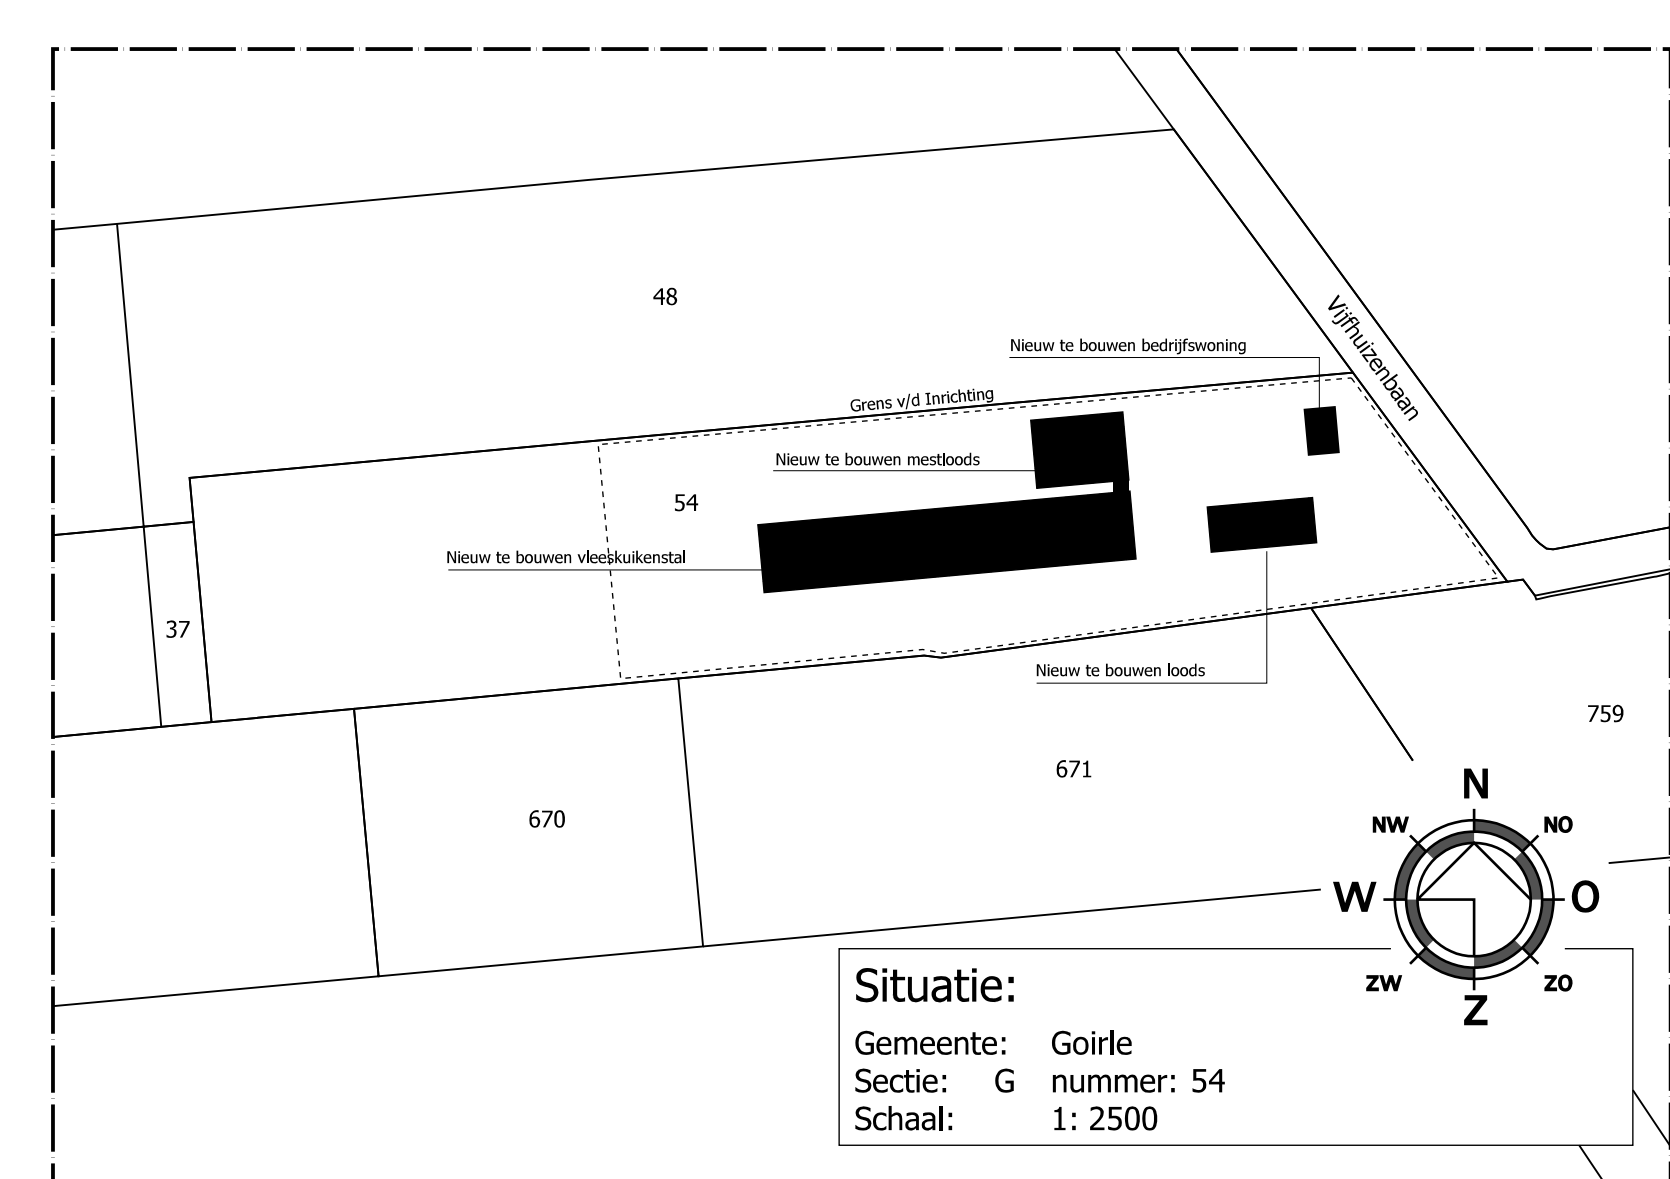 48
Vijfhuizenbaan
Nieuw te bouwen bedrijfswoning
Grens v/d Inrichting
Nieuw te bouwen mestloods
54
Nieuw te bouwen vleeskuikenstal
37
Nieuw te bouwen loods
759
671
670
N
NW NO
W O
ZW ZO
Z
Situatie:
Gemeente: Goirle
Sectie: G nummer: 54
Schaal: 1: 2500